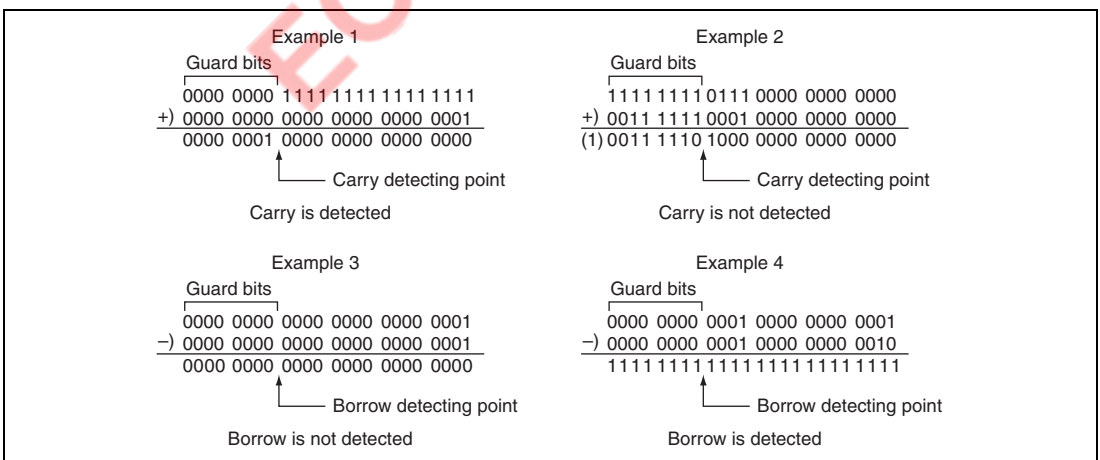 Example 1
Guard bits
0000 0000 1111 1111 1111 1111
+) 0000 0000 0000 0000 0000 0001
0000 0001 0000 0000 0000 0000
Carry detecting point
Carry is detected
Example 2
Guard bits
1111 1111 0111 0000 0000 0000
+) 0011 1111 0001 0000 0000 0000
(1) 0011 1110 1000 0000 0000 0000
Carry detecting point
Carry is not detected
Example 3
Guard bits
0000 0000 0000 0000 0000 0001
−) 0000 0000 0000 0000 0000 0001
0000 0000 0000 0000 0000 0000
Borrow detecting point
Borrow is not detected
Example 4
Guard bits
0000 0000 0001 0000 0000 0001
−) 0000 0000 0001 0000 0000 0010
1111 1111 1111 1111 1111 1111
Borrow detecting point
Borrow is detected